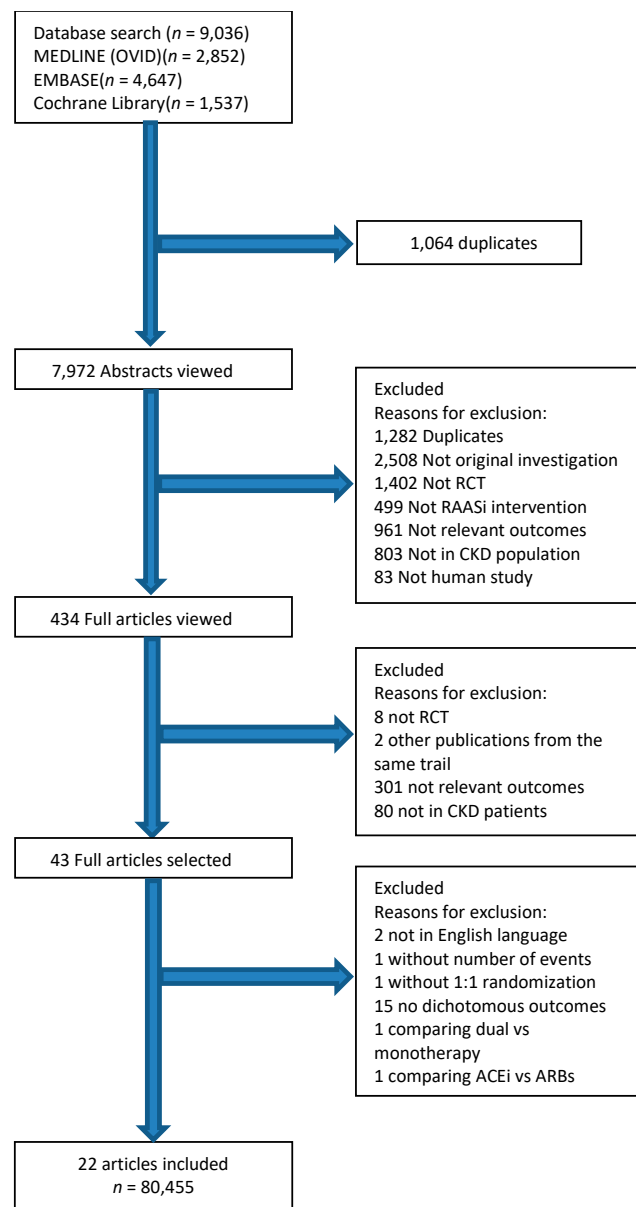 Database search (n = 9,036)
MEDLINE (OVID)(n = 2,852)
EMBASE(n = 4,647)
Cochrane Library(n = 1,537)
1,064 duplicates
7,972 Abstracts viewed
Excluded
Reasons for exclusion:
1,282 Duplicates
2,508 Not original investigation
1,402 Not RCT
499 Not RAASi intervention
961 Not relevant outcomes
803 Not in CKD population
83 Not human study
434 Full articles viewed
Excluded
Reasons for exclusion:
8 not RCT
2 other publications from the
same trail
301 not relevant outcomes
80 not in CKD patients
43 Full articles selected
Excluded
Reasons for exclusion:
2 not in English language
1 without number of events
1 without 1:1 randomization
15 no dichotomous outcomes
1 comparing dual vs
monotherapy
1 comparing ACEi vs ARBs
22 articles included
n = 80,455